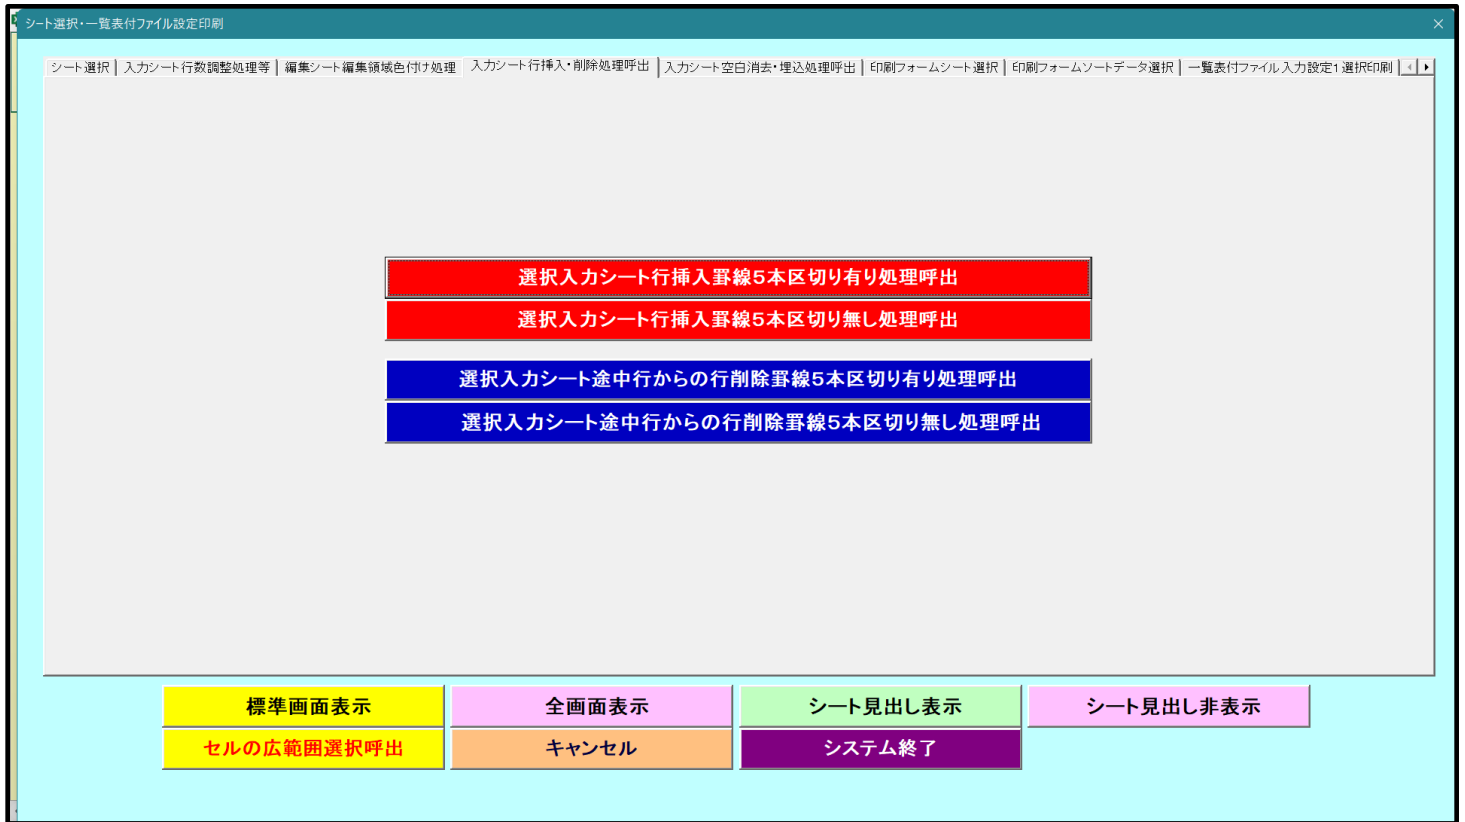 シート選択・一覧表付ファイル設定印刷
シート選択 入力シート行数調整処理等 編集シート編集領域色付け処理 入力シート行挿入・削除処理呼出 入力シート空白消去・埋込処理呼出 印刷フォームシート選択 印刷フォームソートデータ選択 一覧表付ファイル入力設定1選択印刷
選択入力シート行挿入罫線5本区切り有り処理呼出
選択入力シート行挿入罫線5本区切り無し処理呼出
選択入力シート途中行からの行削除罫線5本区切り有り処理呼出
選択入力シート途中行からの行削除罫線5本区切り無し処理呼出
標準画面表示 全画面表示 シート見出し表示 シート見出し非表示
セルの広範囲選択呼出 キャンセル システム終了